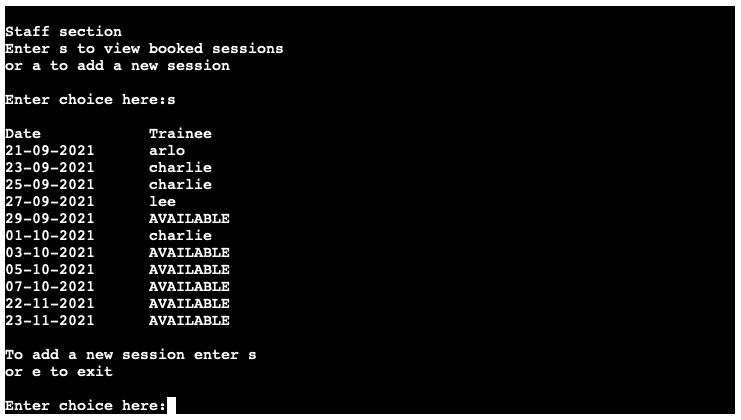 Staff section
Enter s to view booked sessions
or a to add a new session
Enter choice here:s
Date Trainee
21-09-2021 arlo
23-09-2021 charlie
25-09-2021 charlie
27-09-2021 lee
29-09-2021 AVAILABLE
01-10-2021 charlie
03-10-2021 AVAILABLE
05-10-2021 AVAILABLE
07-10-2021 AVAILABLE
22-11-2021 AVAILABLE
23-11-2021 AVAILABLE
To add a new session enter s
or e to exit
Enter choice here: